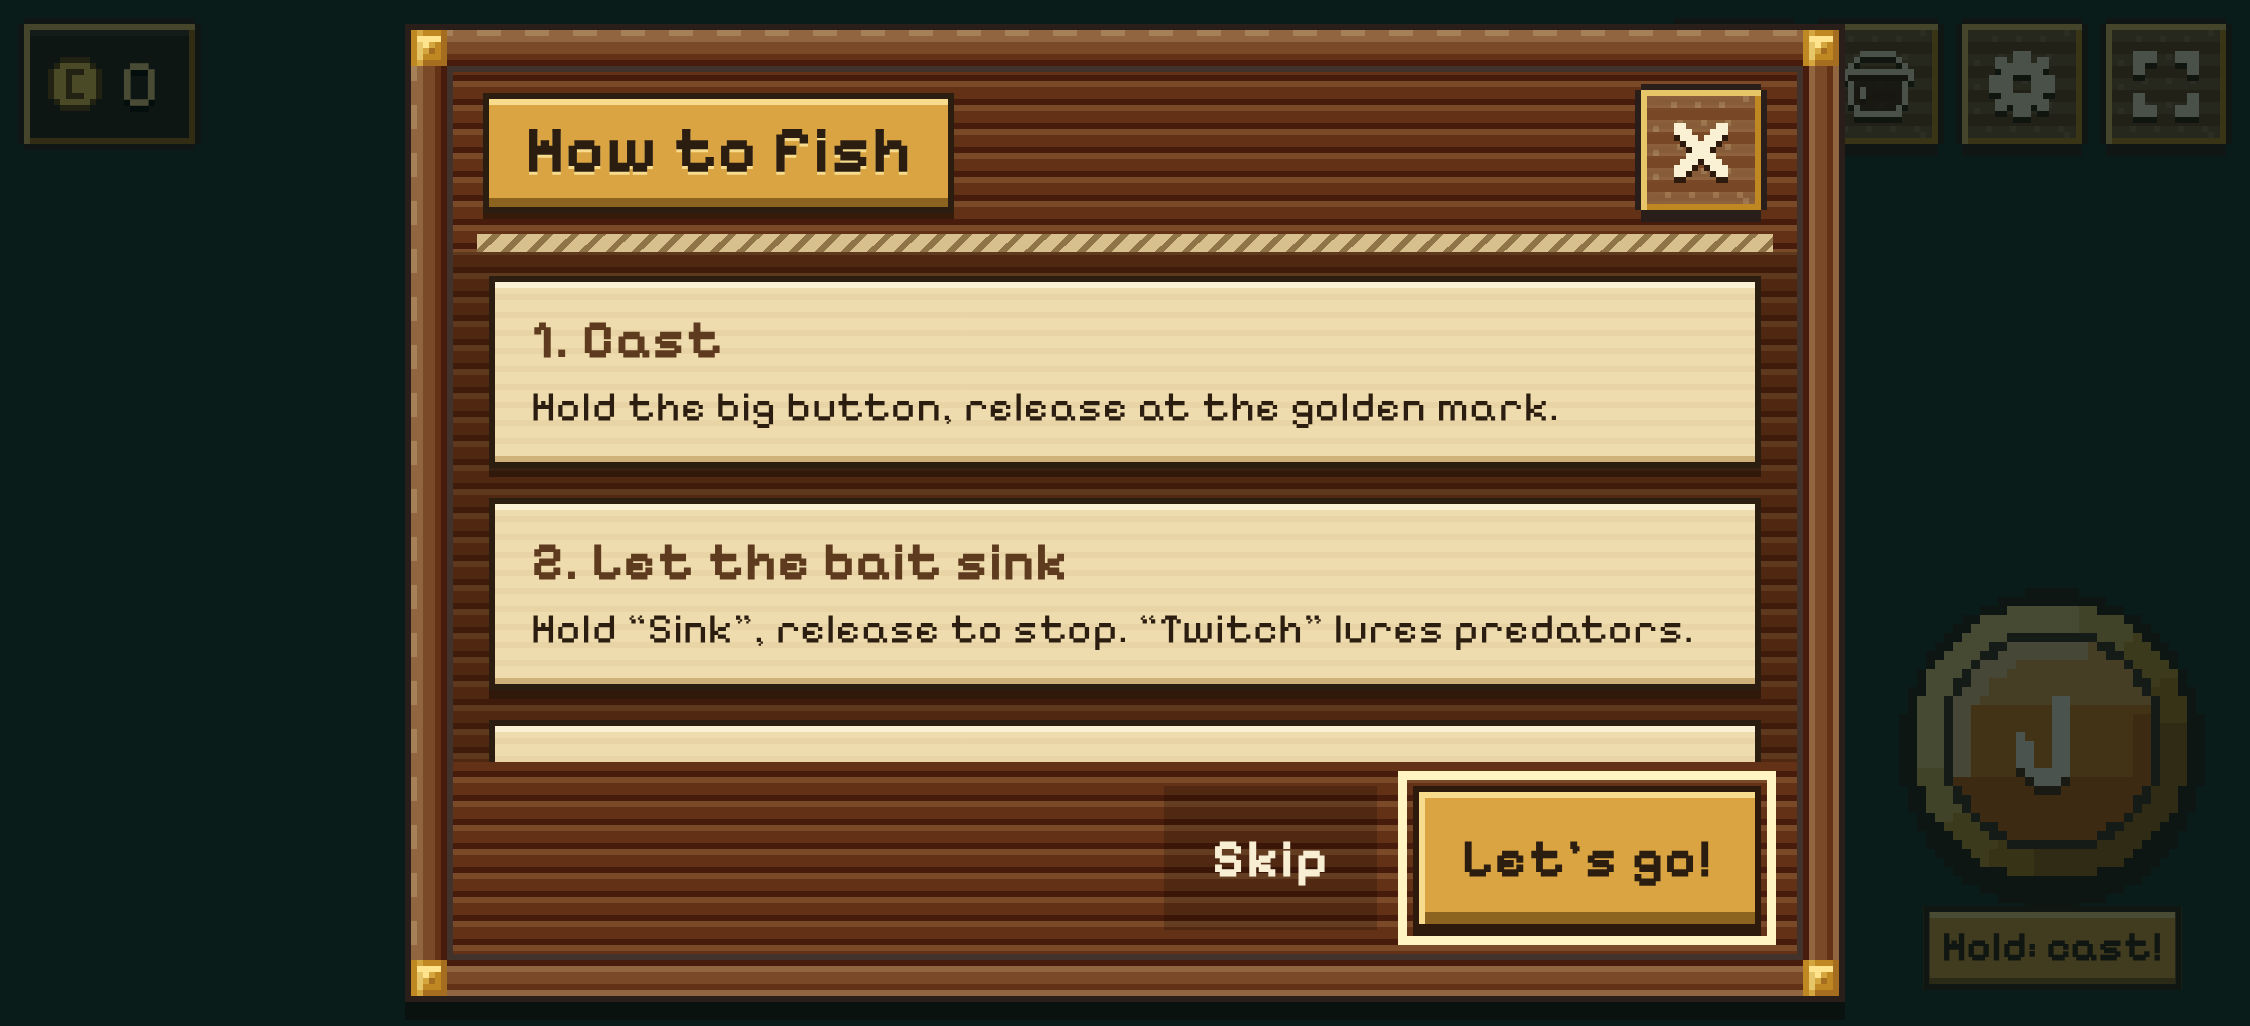 0
How to fish
1. Cast
Hold the big button, release at the golden mark.
2. Let the bait sink
Hold “Sink”, release to stop. “Twitch” lures predators.
Skip
Let's go!
Hold: cast!